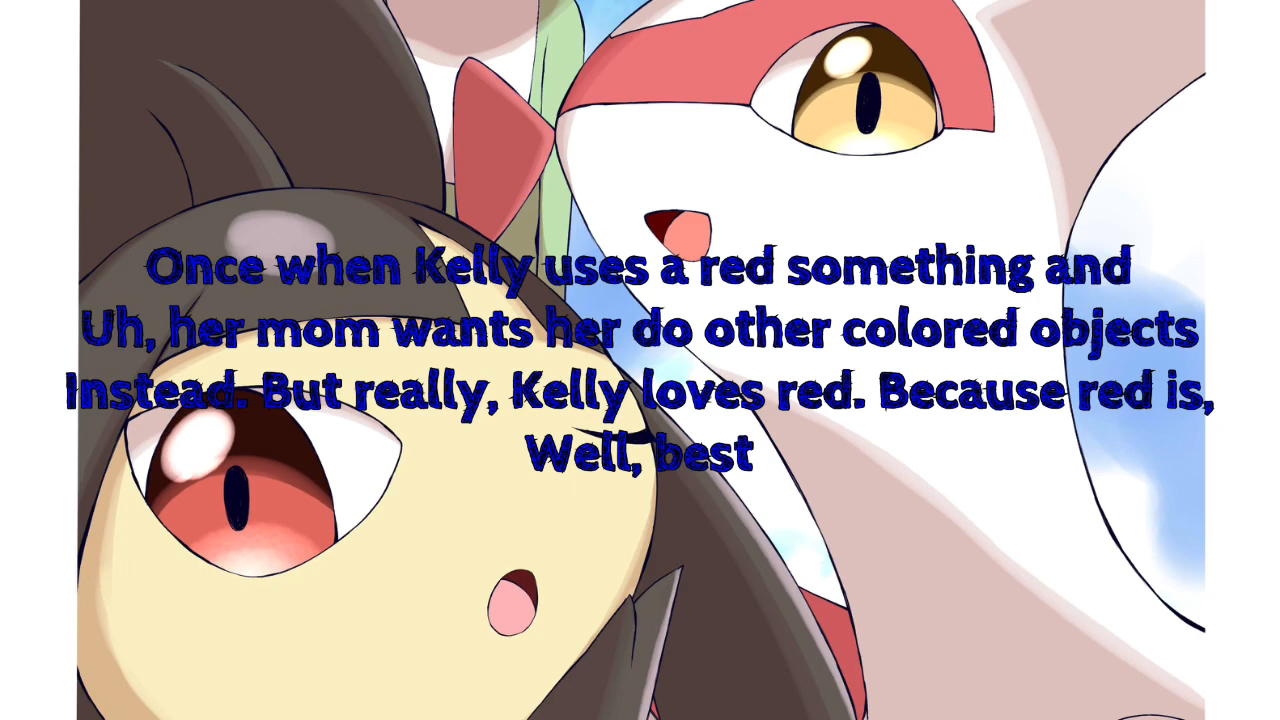 Once when Kelly uses a red something and
Uh, her mom wants her do other colored objects
Instead. But really, Kelly loves red. Because red is,
Well, best